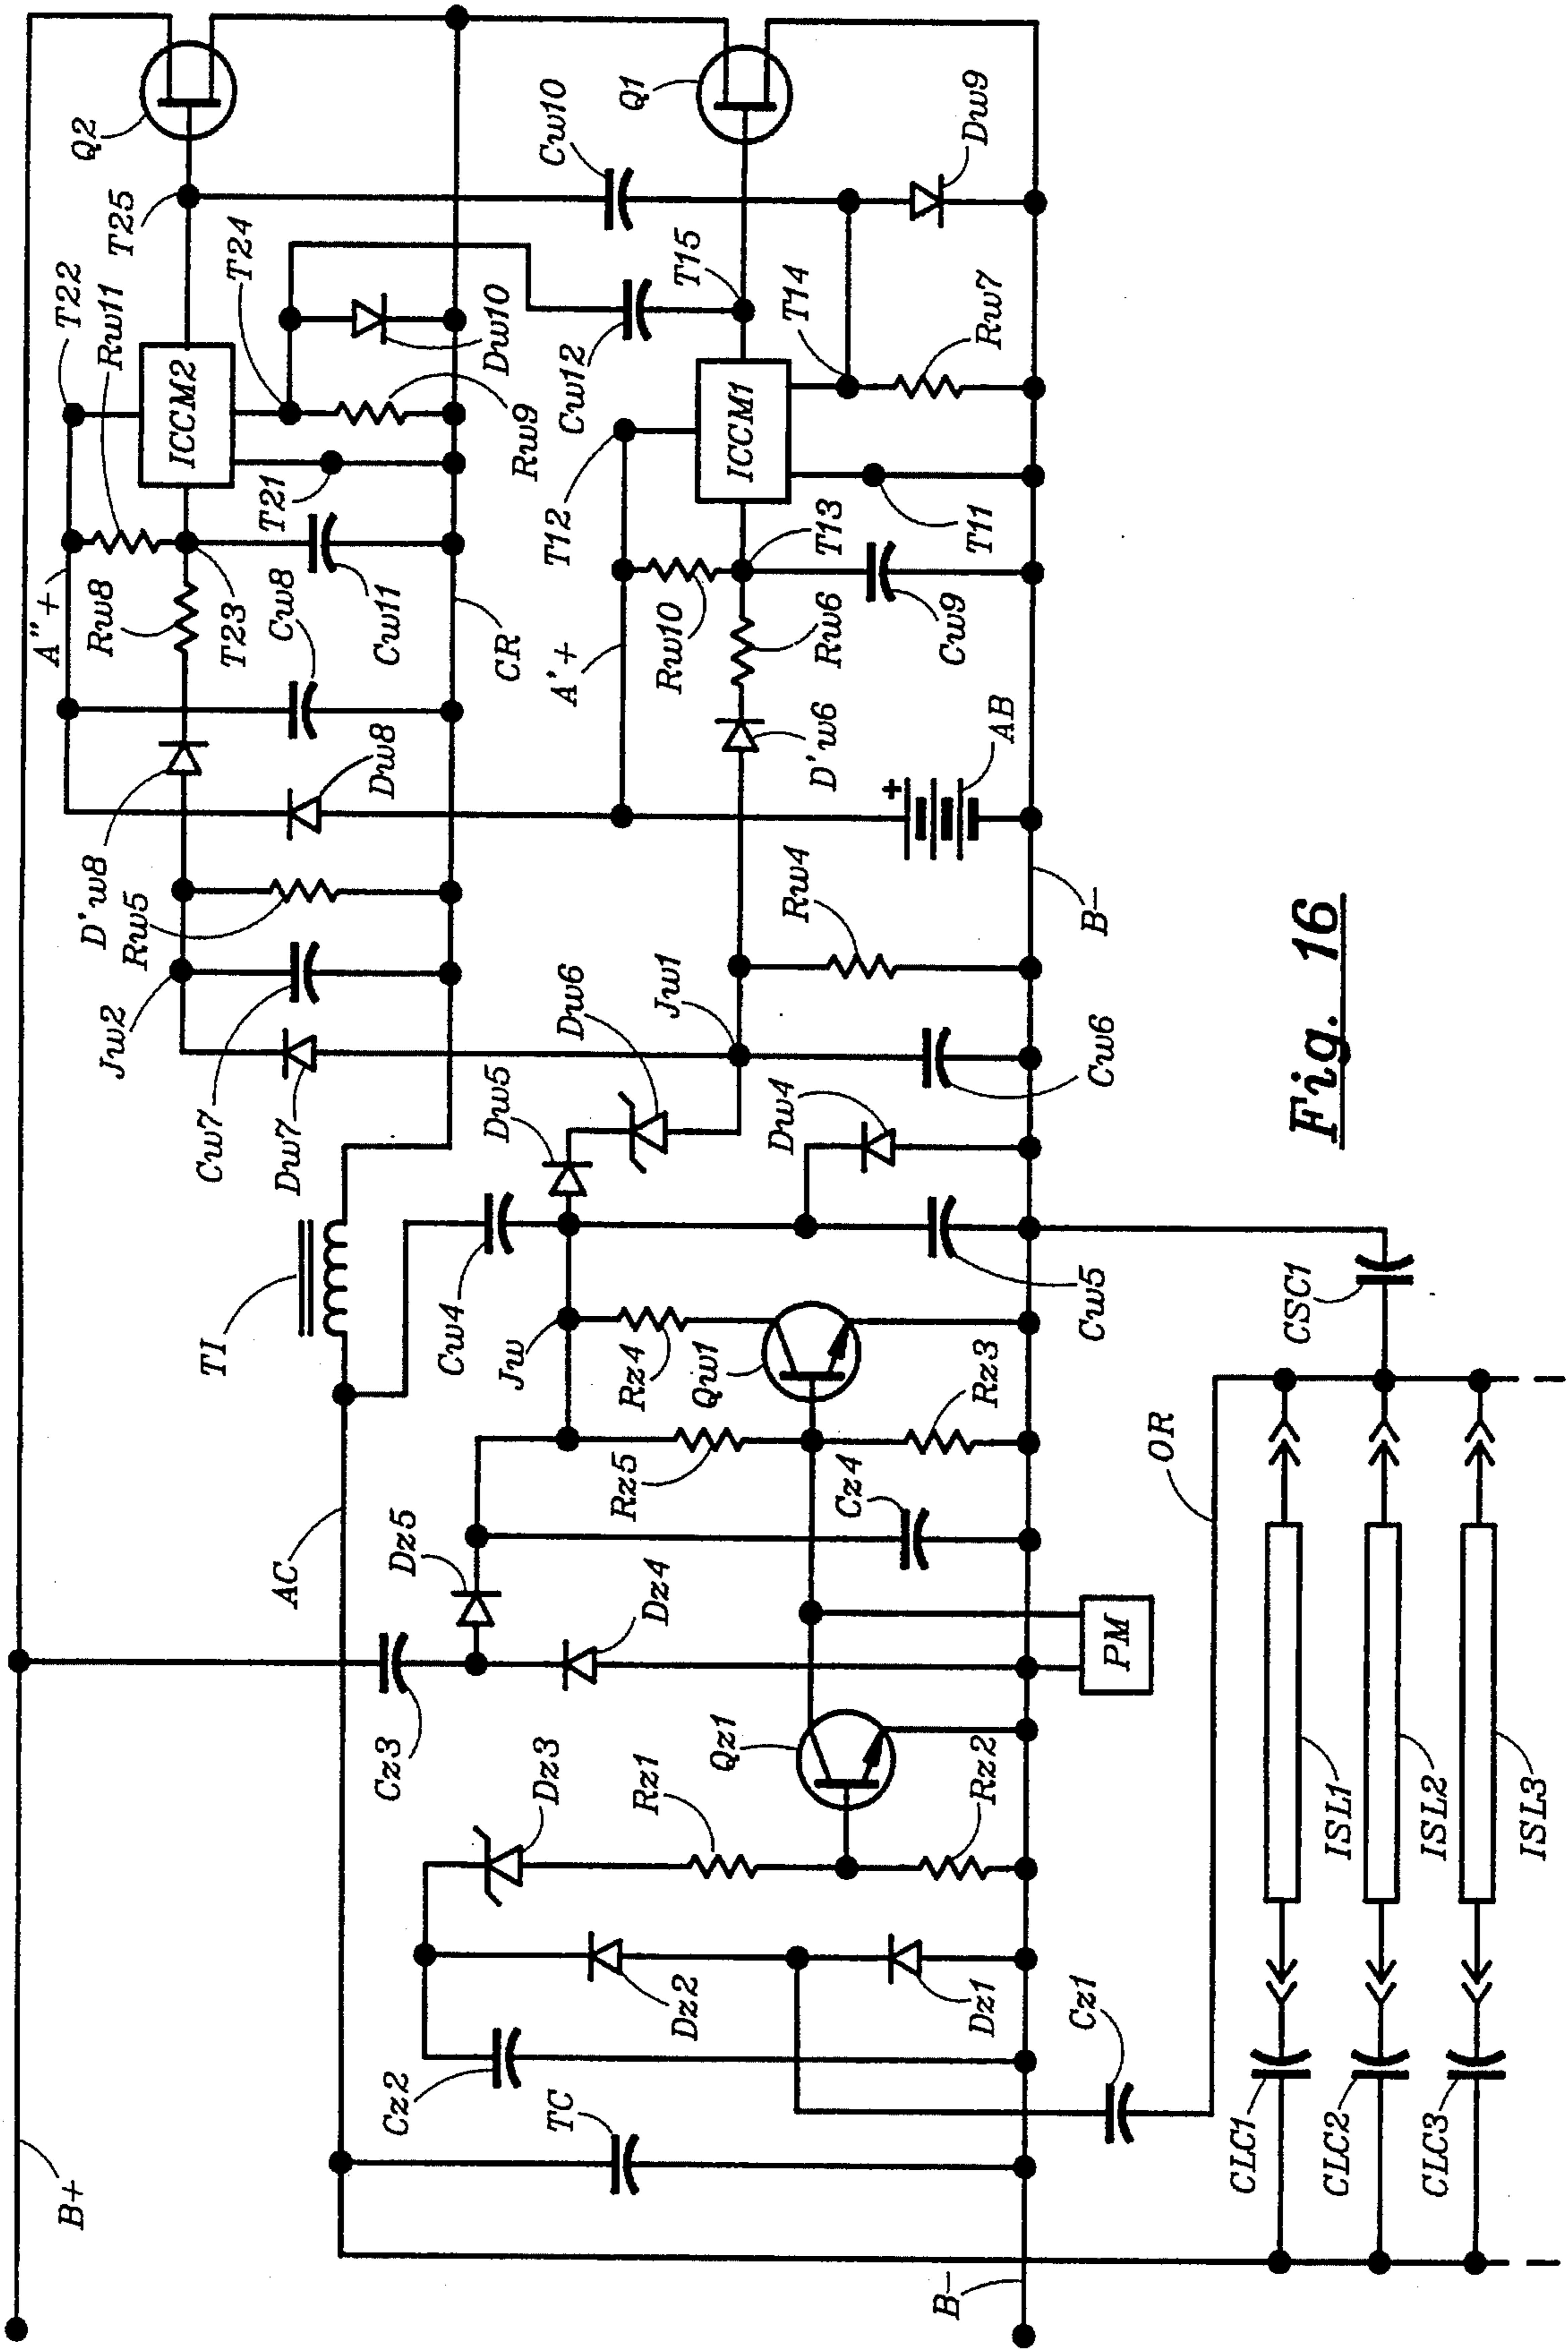 Q2
T25
T22
Rw11
T24
ICCM2
Cw10
Q1
Dw9
T15
T14
Rw7
Dw10
Cw12
Rw9
T21
T12
ICCM1
T11
T13
A"+
Rw8
T23
Cw8
Cw11
CR
A'+
Rw10
Rw6
Cw9
Dw8
D'w6
+
AB
D'w8
Rw5
Jw2
Cw7
Dw7
Rw4
B-
Dw6
Jw1
Cw6
Dw5
Dw4
TI
Cw4
Jw
Rz4
Qw1
Rz3
Cw5
CSC1
Rz5
Cz4
OR
AC
Dz5
Dz4
PM
Cz3
Dz3
Rz1
Qz1
Rz2
ISL1
ISL2
ISL3
Dz2
Dz1
Cz1
Cz2
TC
CLC1
CLC2
CLC3
B+
B-
Fig. 16